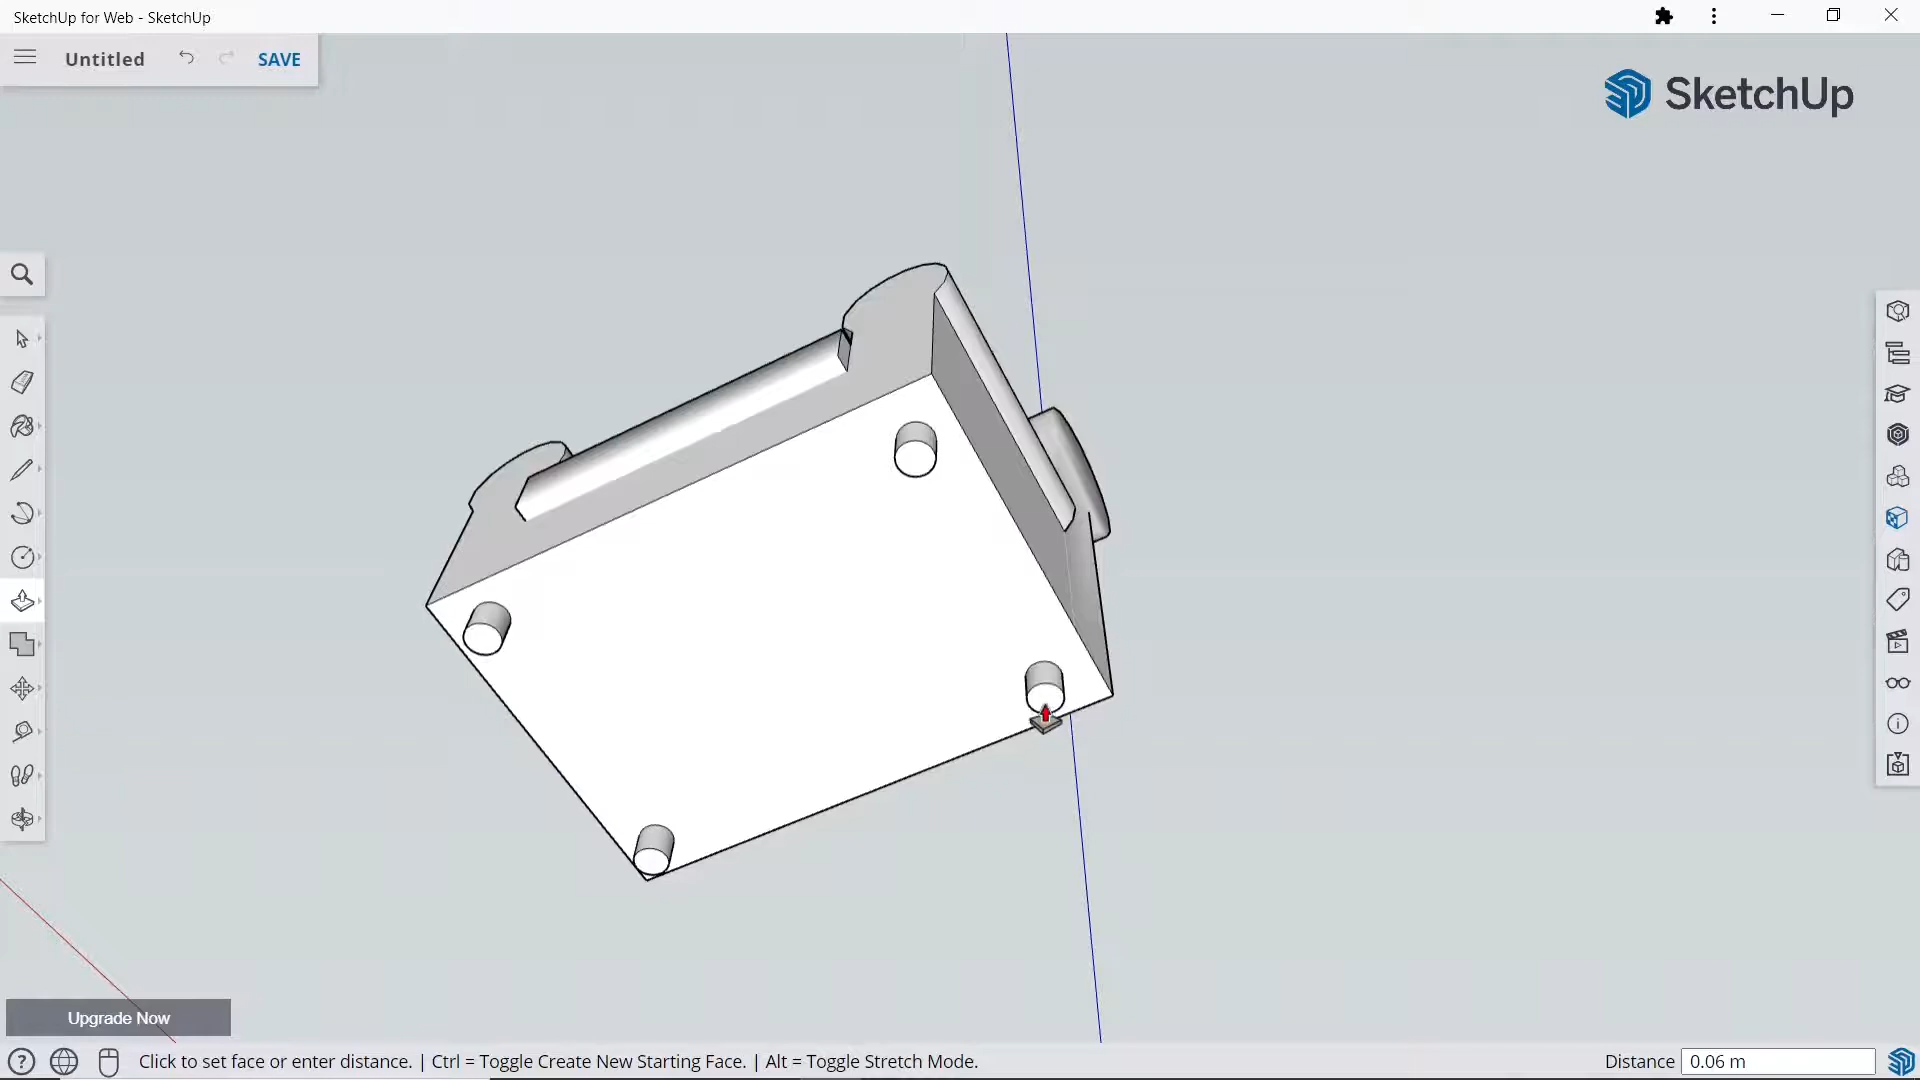 SketchUp for Web - SketchUp
Untitled SAVE
SketchUp
Upgrade Now
Click to set face or enter distance. | Ctrl = Toggle Create New Starting Face. | Alt = Toggle Stretch Mode.
Distance 0.06 m